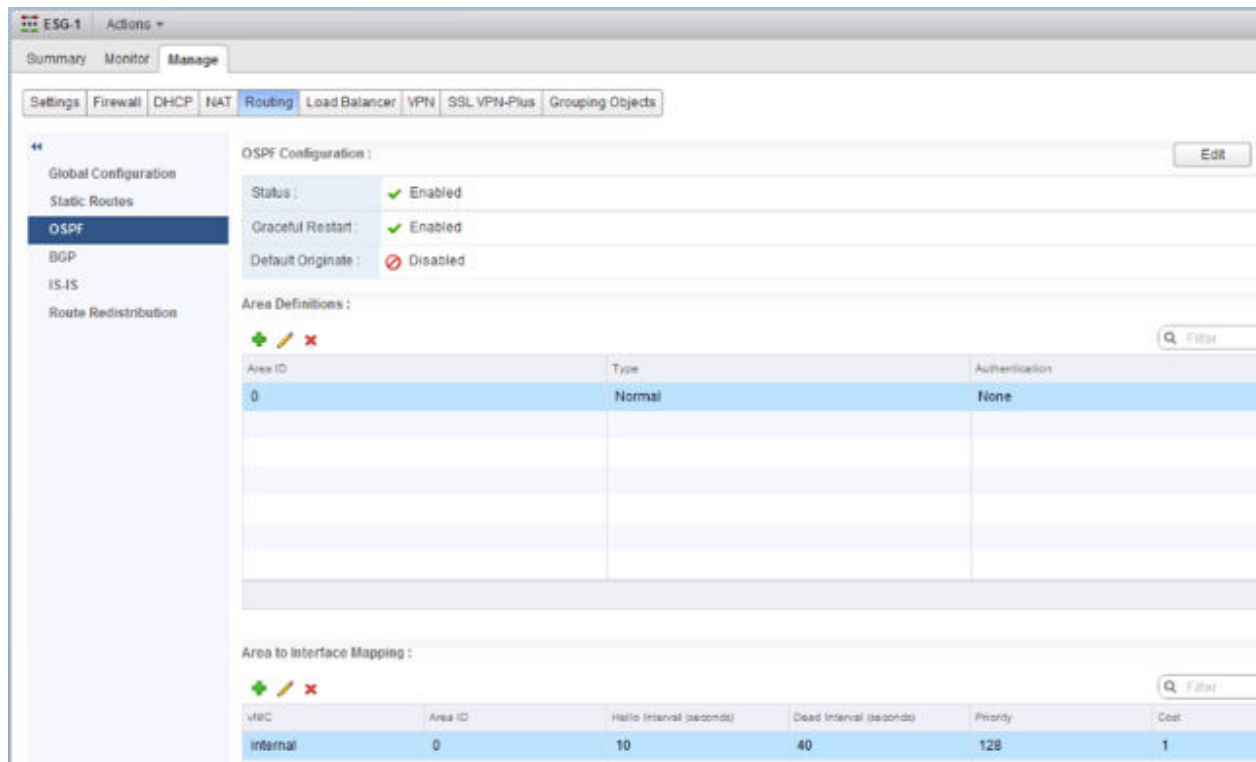 ESG-1 Actions
Summary Monitor Manage
Settings Firewall DHCP NAT Routing Load Balancer VPN SSL VPN-Plus Grouping Objects
Global Configuration
Static Routes
OSPF
BGP
IS-IS
Route Redistribution
OSPF Configuration :
Edit
Status : Enabled
Graceful Restart : Enabled
Default Originate : Disabled
Area Definitions :
Filter
Area ID Type Authentication
0 Normal None
Area to Interface Mapping :
Filter
vNIC Area ID Hello Interval (seconds) Dead Interval (seconds) Priority Cost
internal 0 10 40 128 1